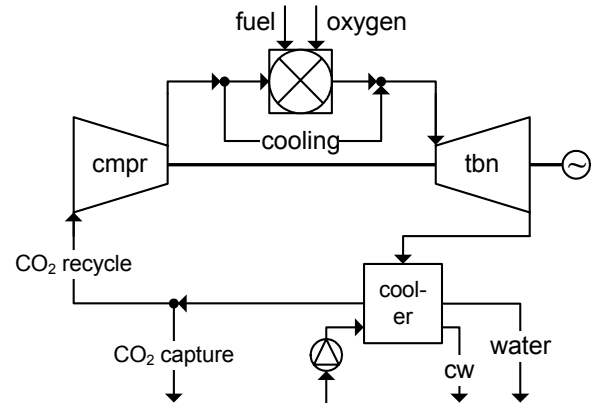 fuel oxygen
cooling
cmpr
tbn
~
CO₂ recycle
cool-
er
CO₂ capture
water
cw